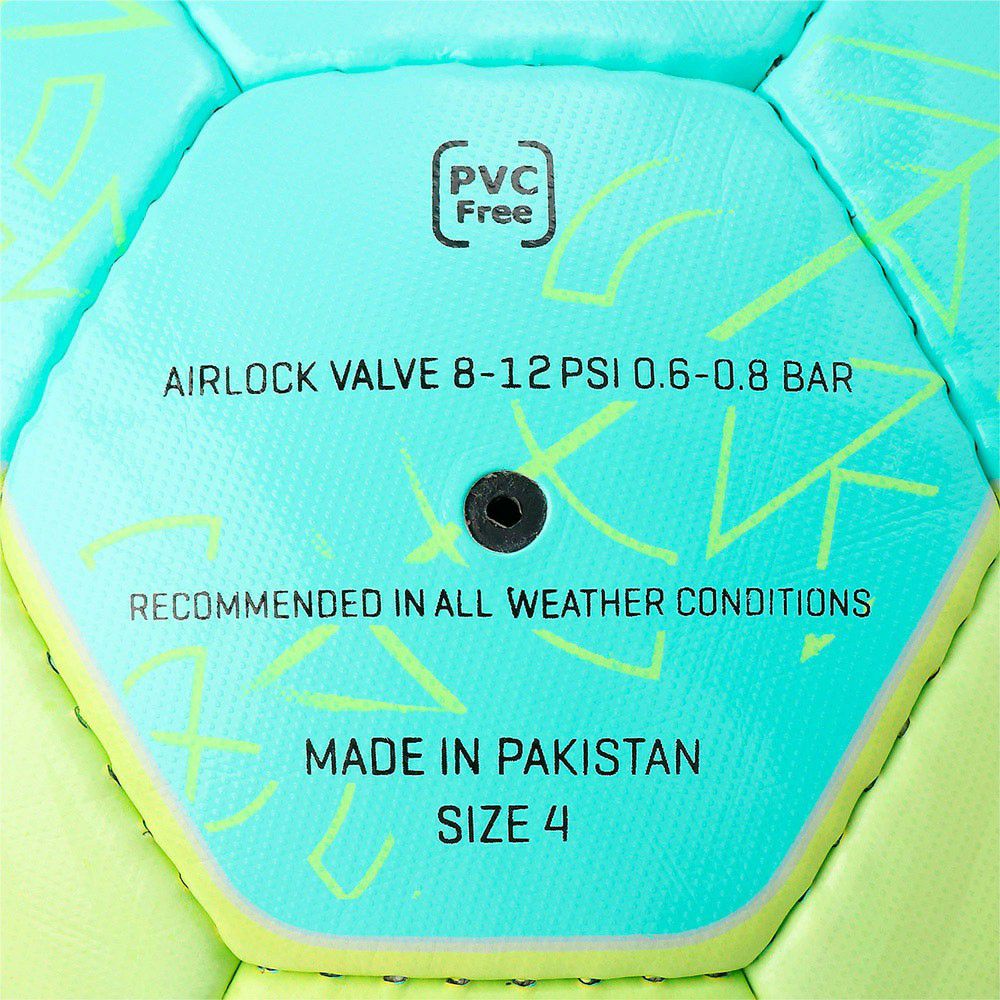 PVC
Free
AIRLOCK VALVE 8-12 PSI 0.6-0.8 BAR
RECOMMENDED IN ALL WEATHER CONDITIONS
MADE IN PAKISTAN
SIZE 4